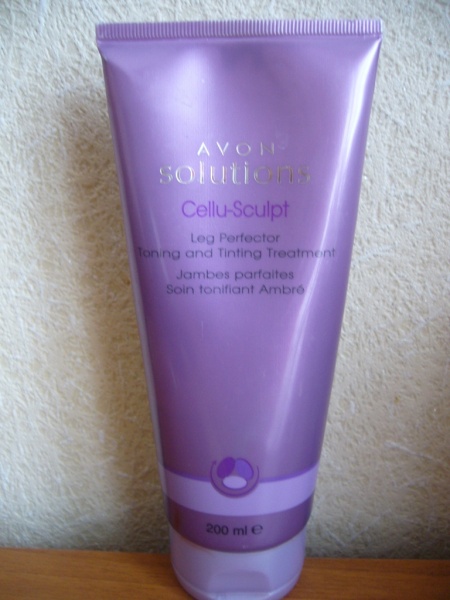 AVON
solutions
Cellu-Sculpt
Leg Perfector
Toning and Tinting Treatment
Jambes parfaites
Soin tonifiant Ambré
200 ml ℮